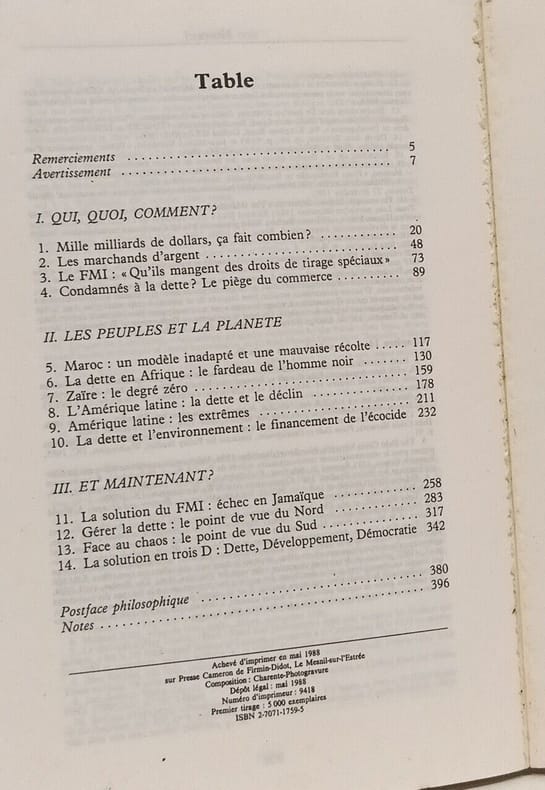 Table
Remerciements .......................................... 5
Avertissement .......................................... 7
I. QUI, QUOI, COMMENT?
1. Mille milliards de dollars, ça fait combien? ............ 20
2. Les marchands d'argent ............................ 48
3. Le FMI : « Qu'ils mangent des droits de tirage spéciaux » 73
4. Condamnés à la dette? Le piège du commerce .......... 89
II. LES PEUPLES ET LA PLANETE
5. Maroc : un modèle inadapté et une mauvaise récolte ..... 117
6. La dette en Afrique : le fardeau de l'homme noir ....... 130
7. Zaïre : le degré zéro ................................ 159
8. L'Amérique latine : la dette et le déclin .............. 178
9. Amérique latine : les extrêmes ...................... 211
10. La dette et l'environnement : le financement de l'écocide 232
III. ET MAINTENANT?
11. La solution du FMI : échec en Jamaïque ............ 258
12. Gérer la dette : le point de vue du Nord ............ 283
13. Face au chaos : le point de vue du Sud .............. 317
14. La solution en trois D : Dette, Développement, Démocratie 342
Postface philosophique ................................ 380
Notes .............................................. 396
Achevé d'imprimer en mai 1988
sur Presse Cameron de Firmin-Didot, Le Mesnil-sur-l'Estrée
Composition : Charente-Photogravure
Dépôt légal : mai 1988
Numéro d'imprimeur : 9418
Premier tirage : 5 000 exemplaires
ISBN 2-7071-1759-5